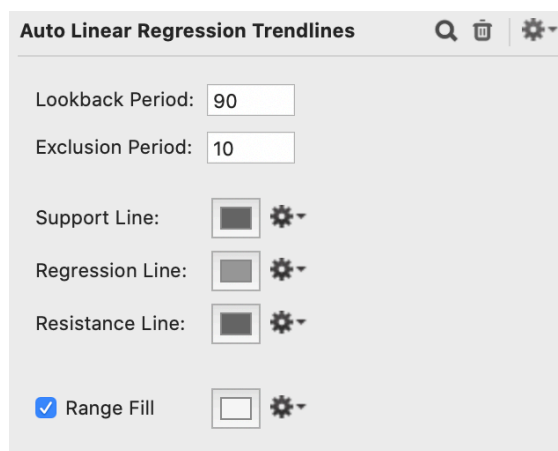 Auto Linear Regression Trendlines
Lookback Period: 90
Exclusion Period: 10
Support Line:
Regression Line:
Resistance Line:
Range Fill